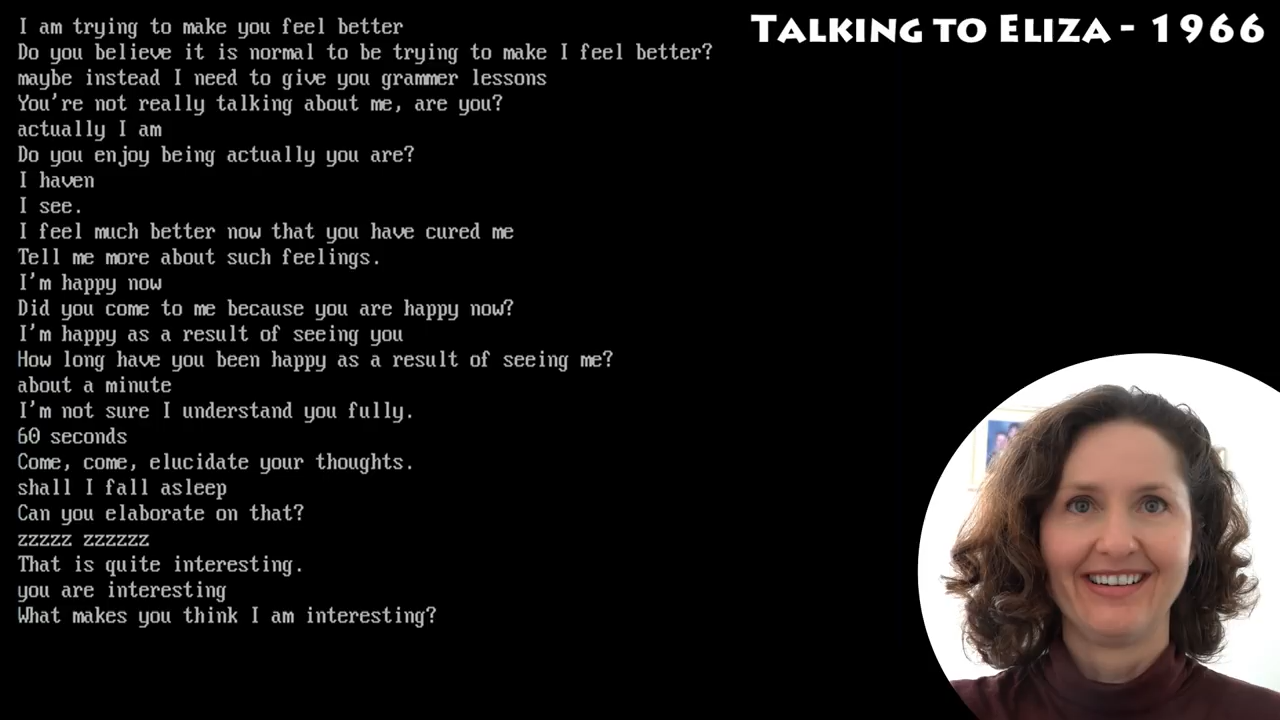 TALKING TO ELIZA - 1966
I am trying to make you feel better
Do you believe it is normal to be trying to make I feel better?
maybe instead I need to give you grammer lessons
You're not really talking about me, are you?
actually I am
Do you enjoy being actually you are?
I haven
I see.
I feel much better now that you have cured me
Tell me more about such feelings.
I'm happy now
Did you come to me because you are happy now?
I'm happy as a result of seeing you
How long have you been happy as a result of seeing me?
about a minute
I'm not sure I understand you fully.
60 seconds
Come, come, elucidate your thoughts.
shall I fall asleep
Can you elaborate on that?
zzzzz zzzzzz
That is quite interesting.
you are interesting
What makes you think I am interesting?